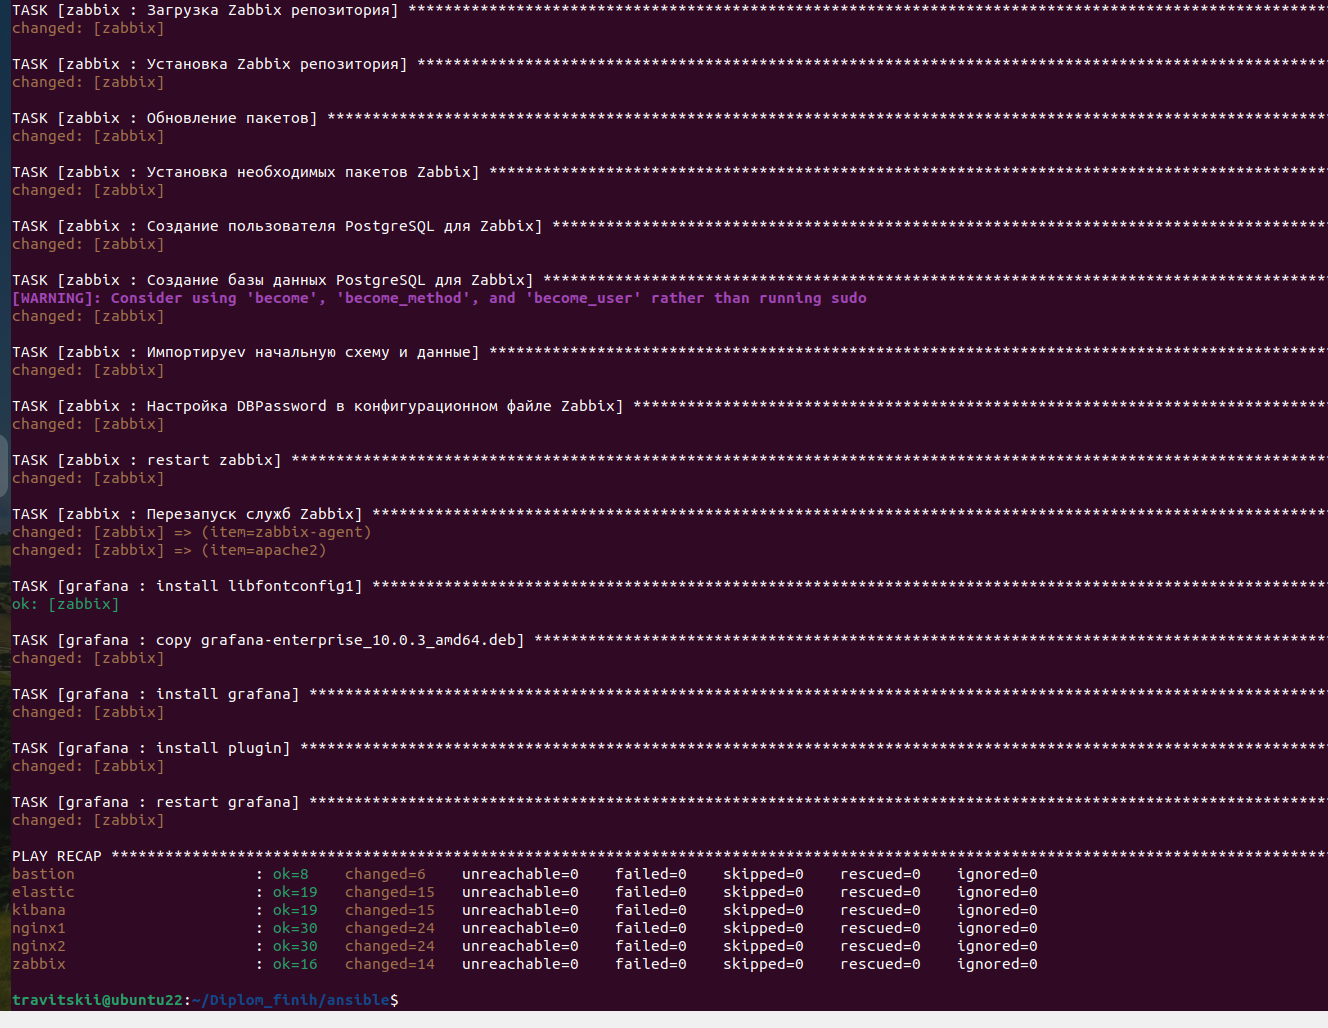 TASK [zabbix : Загрузка Zabbix репозитория] ******************************************************************************************************
changed: [zabbix]
TASK [zabbix : Установка Zabbix репозитория] *****************************************************************************************************
changed: [zabbix]
TASK [zabbix : Обновление пакетов] ***************************************************************************************************************
changed: [zabbix]
TASK [zabbix : Установка необходимых пакетов Zabbix] *********************************************************************************************
changed: [zabbix]
TASK [zabbix : Создание пользователя PostgreSQL для Zabbix] **************************************************************************************
changed: [zabbix]
TASK [zabbix : Создание базы данных PostgreSQL для Zabbix] ***************************************************************************************
[WARNING]: Consider using 'become', 'become_method', and 'become_user' rather than running sudo
changed: [zabbix]
TASK [zabbix : Импортируеv начальную схему и данные] *********************************************************************************************
changed: [zabbix]
TASK [zabbix : Настройка DBPassword в конфигурационном файле Zabbix] *****************************************************************************
changed: [zabbix]
TASK [zabbix : restart zabbix] *******************************************************************************************************************
changed: [zabbix]
TASK [zabbix : Перезапуск служб Zabbix] **********************************************************************************************************
changed: [zabbix] => (item=zabbix-agent)
changed: [zabbix] => (item=apache2)
TASK [grafana : install libfontconfig1] **********************************************************************************************************
ok: [zabbix]
TASK [grafana : copy grafana-enterprise_10.0.3_amd64.deb] ****************************************************************************************
changed: [zabbix]
TASK [grafana : install grafana] *****************************************************************************************************************
changed: [zabbix]
TASK [grafana : install plugin] ******************************************************************************************************************
changed: [zabbix]
TASK [grafana : restart grafana] *****************************************************************************************************************
changed: [zabbix]
PLAY RECAP ***************************************************************************************************************************************
bastion : ok=8 changed=6 unreachable=0 failed=0 skipped=0 rescued=0 ignored=0
elastic : ok=19 changed=15 unreachable=0 failed=0 skipped=0 rescued=0 ignored=0
kibana : ok=19 changed=15 unreachable=0 failed=0 skipped=0 rescued=0 ignored=0
nginx1 : ok=30 changed=24 unreachable=0 failed=0 skipped=0 rescued=0 ignored=0
nginx2 : ok=30 changed=24 unreachable=0 failed=0 skipped=0 rescued=0 ignored=0
zabbix : ok=16 changed=14 unreachable=0 failed=0 skipped=0 rescued=0 ignored=0
travitskii@ubuntu22:~/Diplom_finih/ansible$